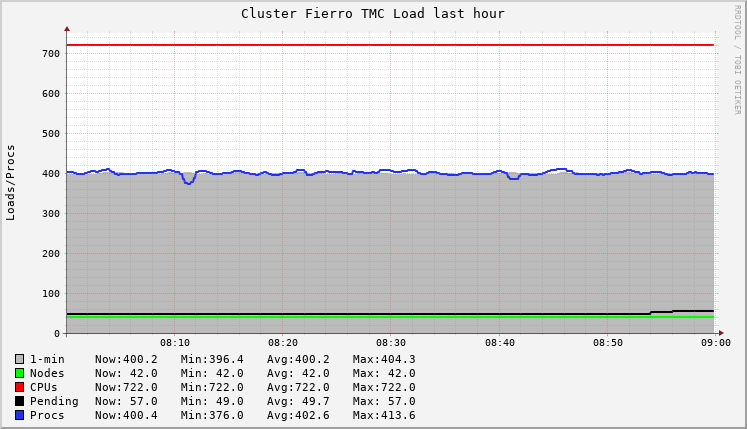 Cluster Fierro TMC Load last hour
RRDTOOL / TOBI OETIKER
Loads/Procs
700
600
500
400
300
200
100
0
08:10 08:20 08:30 08:40 08:50 09:00
1-min Now:400.2 Min:396.4 Avg:400.2 Max:404.3
Nodes Now: 42.0 Min: 42.0 Avg: 42.0 Max: 42.0
CPUs Now:722.0 Min:722.0 Avg:722.0 Max:722.0
Pending Now: 57.0 Min: 49.0 Avg: 49.7 Max: 57.0
Procs Now:400.4 Min:376.0 Avg:402.6 Max:413.6